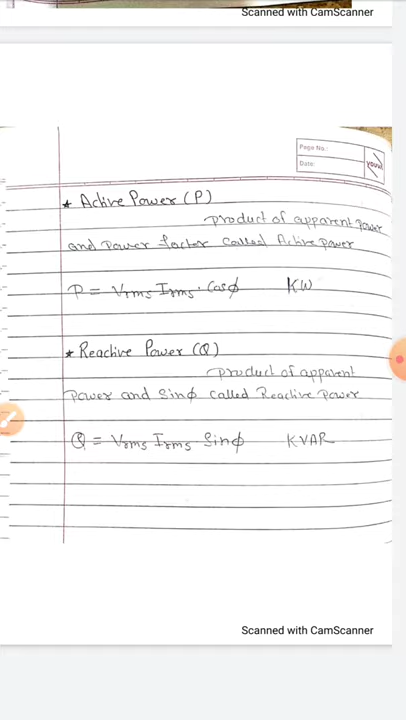 Scanned with CamScanner
Page No.:
Date:
YOUVA
★ Active Power (P)
product of apparent power
and power factor called Active power
P = Vrms Irms . Cosϕ KW
★ Reactive Power (Q)
product of apparent
power and Sinϕ called Reactive Power
Q = Vrms Irms Sinϕ KVAR
Scanned with CamScanner